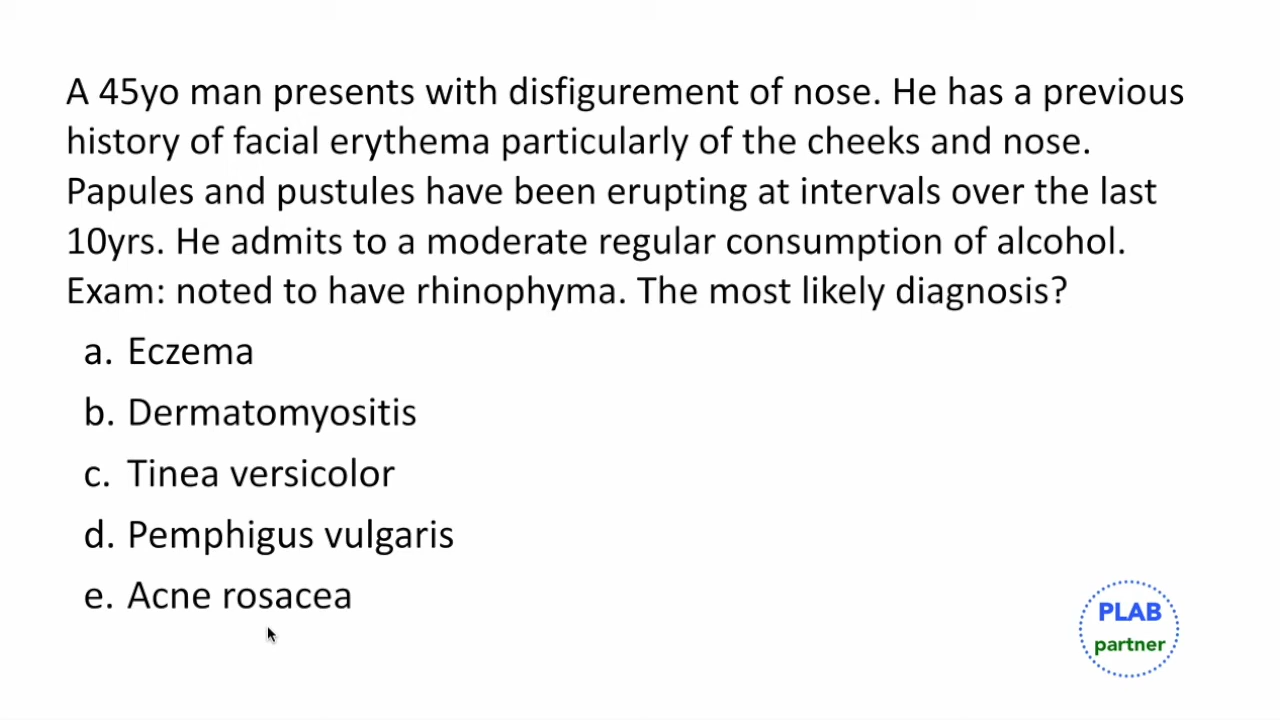 A 45yo man presents with disfigurement of nose. He has a previous
history of facial erythema particularly of the cheeks and nose.
Papules and pustules have been erupting at intervals over the last
10yrs. He admits to a moderate regular consumption of alcohol.
Exam: noted to have rhinophyma. The most likely diagnosis?
a. Eczema
b. Dermatomyositis
c. Tinea versicolor
d. Pemphigus vulgaris
e. Acne rosacea
PLAB
partner